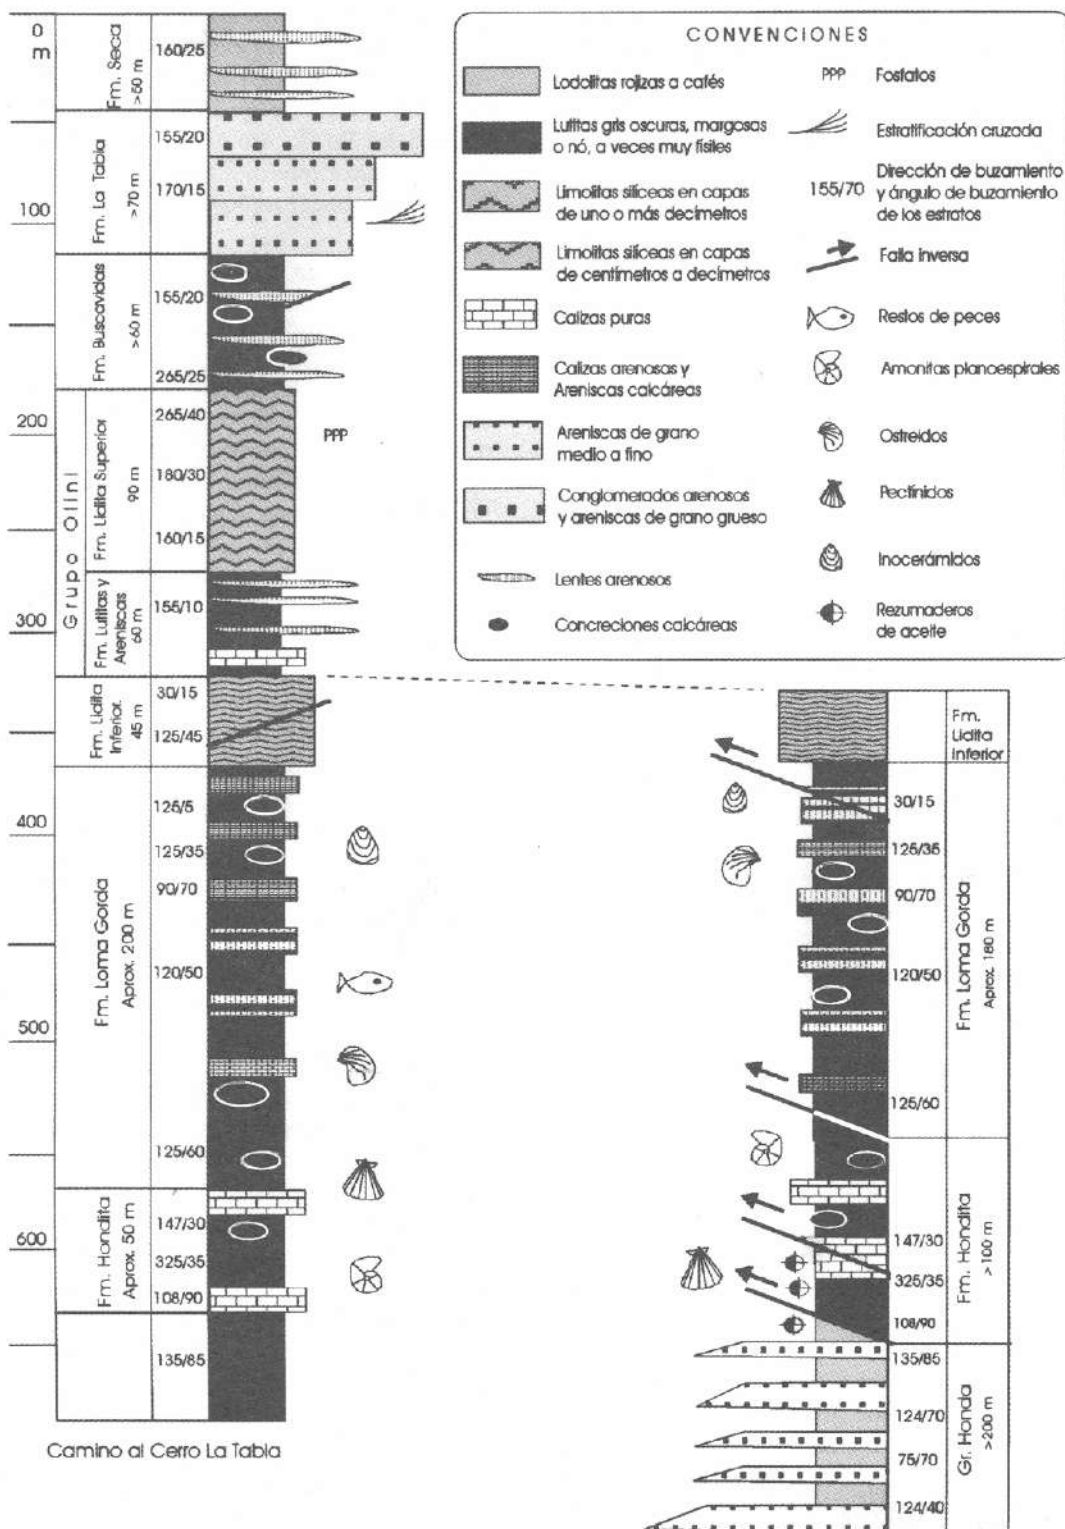 0
m
100
200
300
400
500
600
Fm. Seca
>50 m
160/25
Fm. La Tabla
>70 m
155/20
170/15
Fm. Buscavidas
>60 m
155/20
265/25
Grupo Olini
Fm. Lidita Superior
90 m
265/40
180/30
160/15
PPP
Fm. Lutitas y
Areniscas
60 m
155/10
Fm. Lidita
Inferior.
45 m
30/15
125/45
Fm. Loma Gorda
Aprox. 200 m
125/5
125/35
90/70
120/50
125/60
Fm. Hondita
Aprox. 50 m
147/30
325/35
108/90
135/85
Camino al Cerro La Tabla
CONVENCIONES
Lodolitas rojizas a cafés
Lutitas gris oscuras, margosas
o nó, a veces muy físiles
Limolitas silíceas en capas
de uno o más decímetros
Limolitas silíceas en capas
de centímetros a decímetros
Calizas puras
Calizas arenosas y
Areniscas calcáreas
Areniscas de grano
medio a fino
Conglomerados arenosos
y areniscas de grano grueso
Lentes arenosos
Concreciones calcáreas
PPP Fosfatos
Estratificación cruzada
155/70
Dirección de buzamiento
y ángulo de buzamiento
de los estratos
Falla inversa
Restos de peces
Amonitas planoespirales
Ostreidos
Pectínidos
Inocerámidos
Rezumaderos
de aceite
Fm.
Lidita
Inferior
30/15
125/35
90/70
120/50
125/60
Fm. Loma Gorda
Aprox. 180 m
147/30
325/35
108/90
Fm. Hondita
>100 m
135/85
124/70
75/70
124/40
Gr. Honda
>200 m